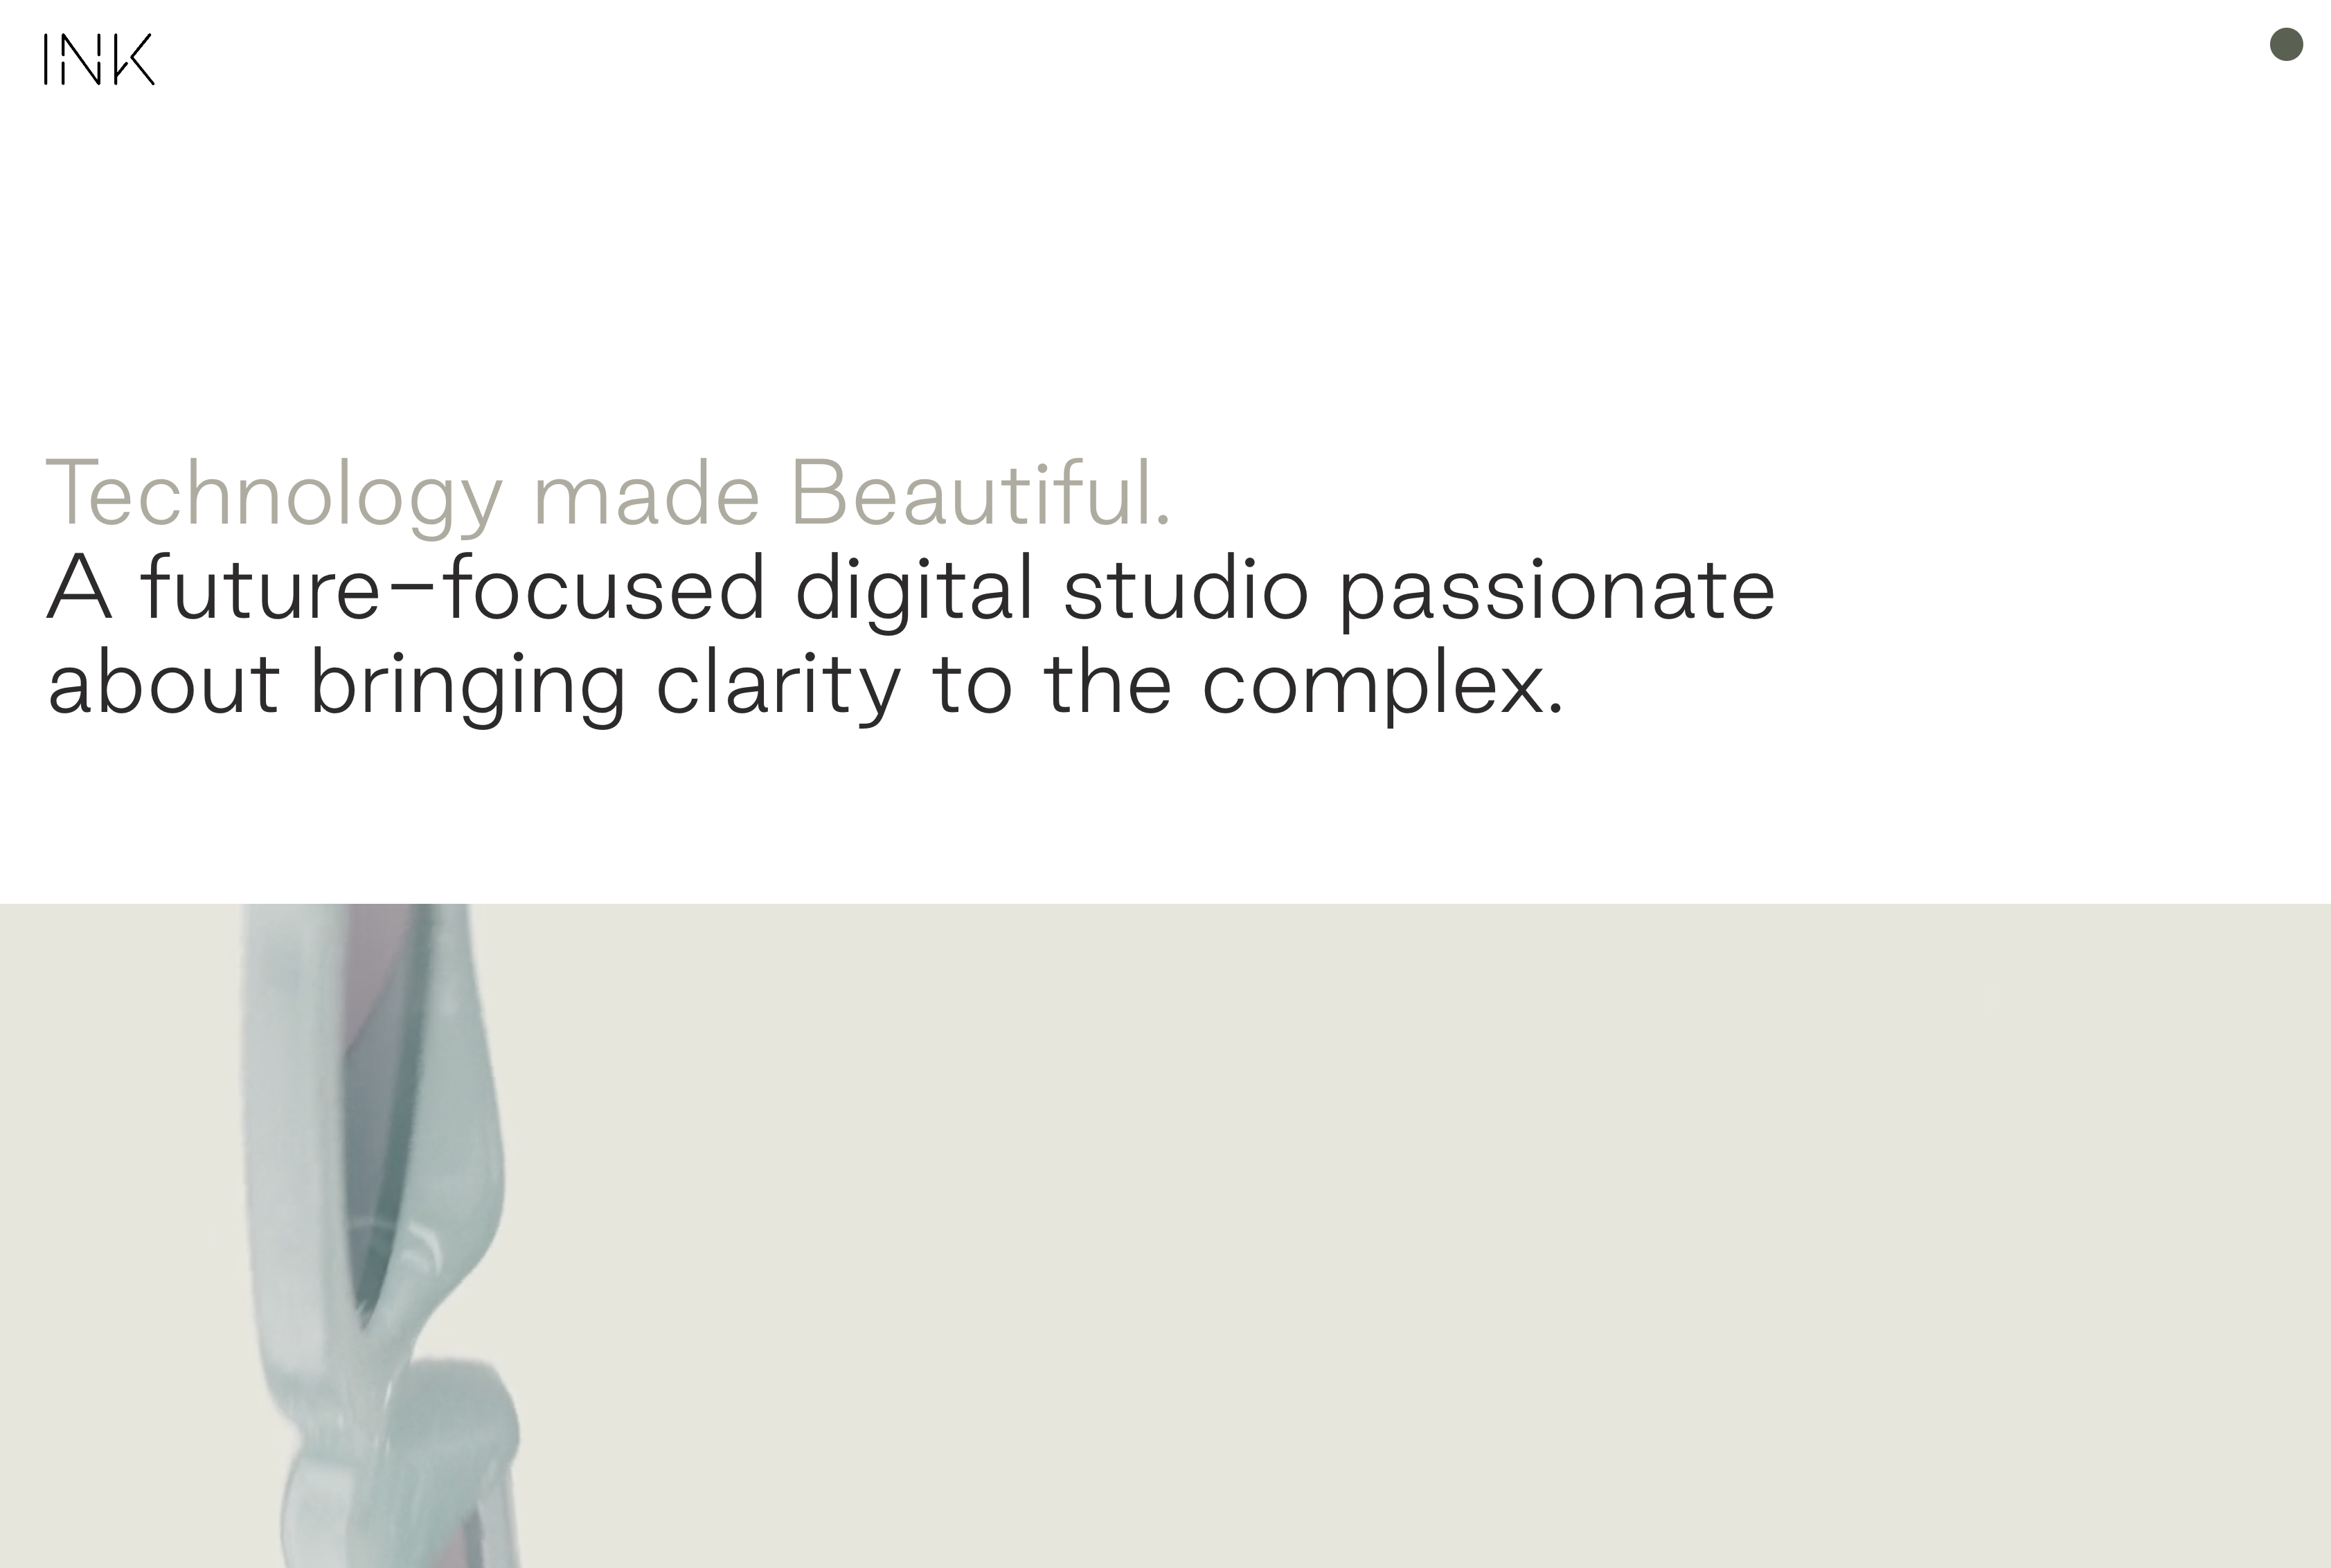 INK
Technology made Beautiful.
A future–focused digital studio passionate
about bringing clarity to the complex.